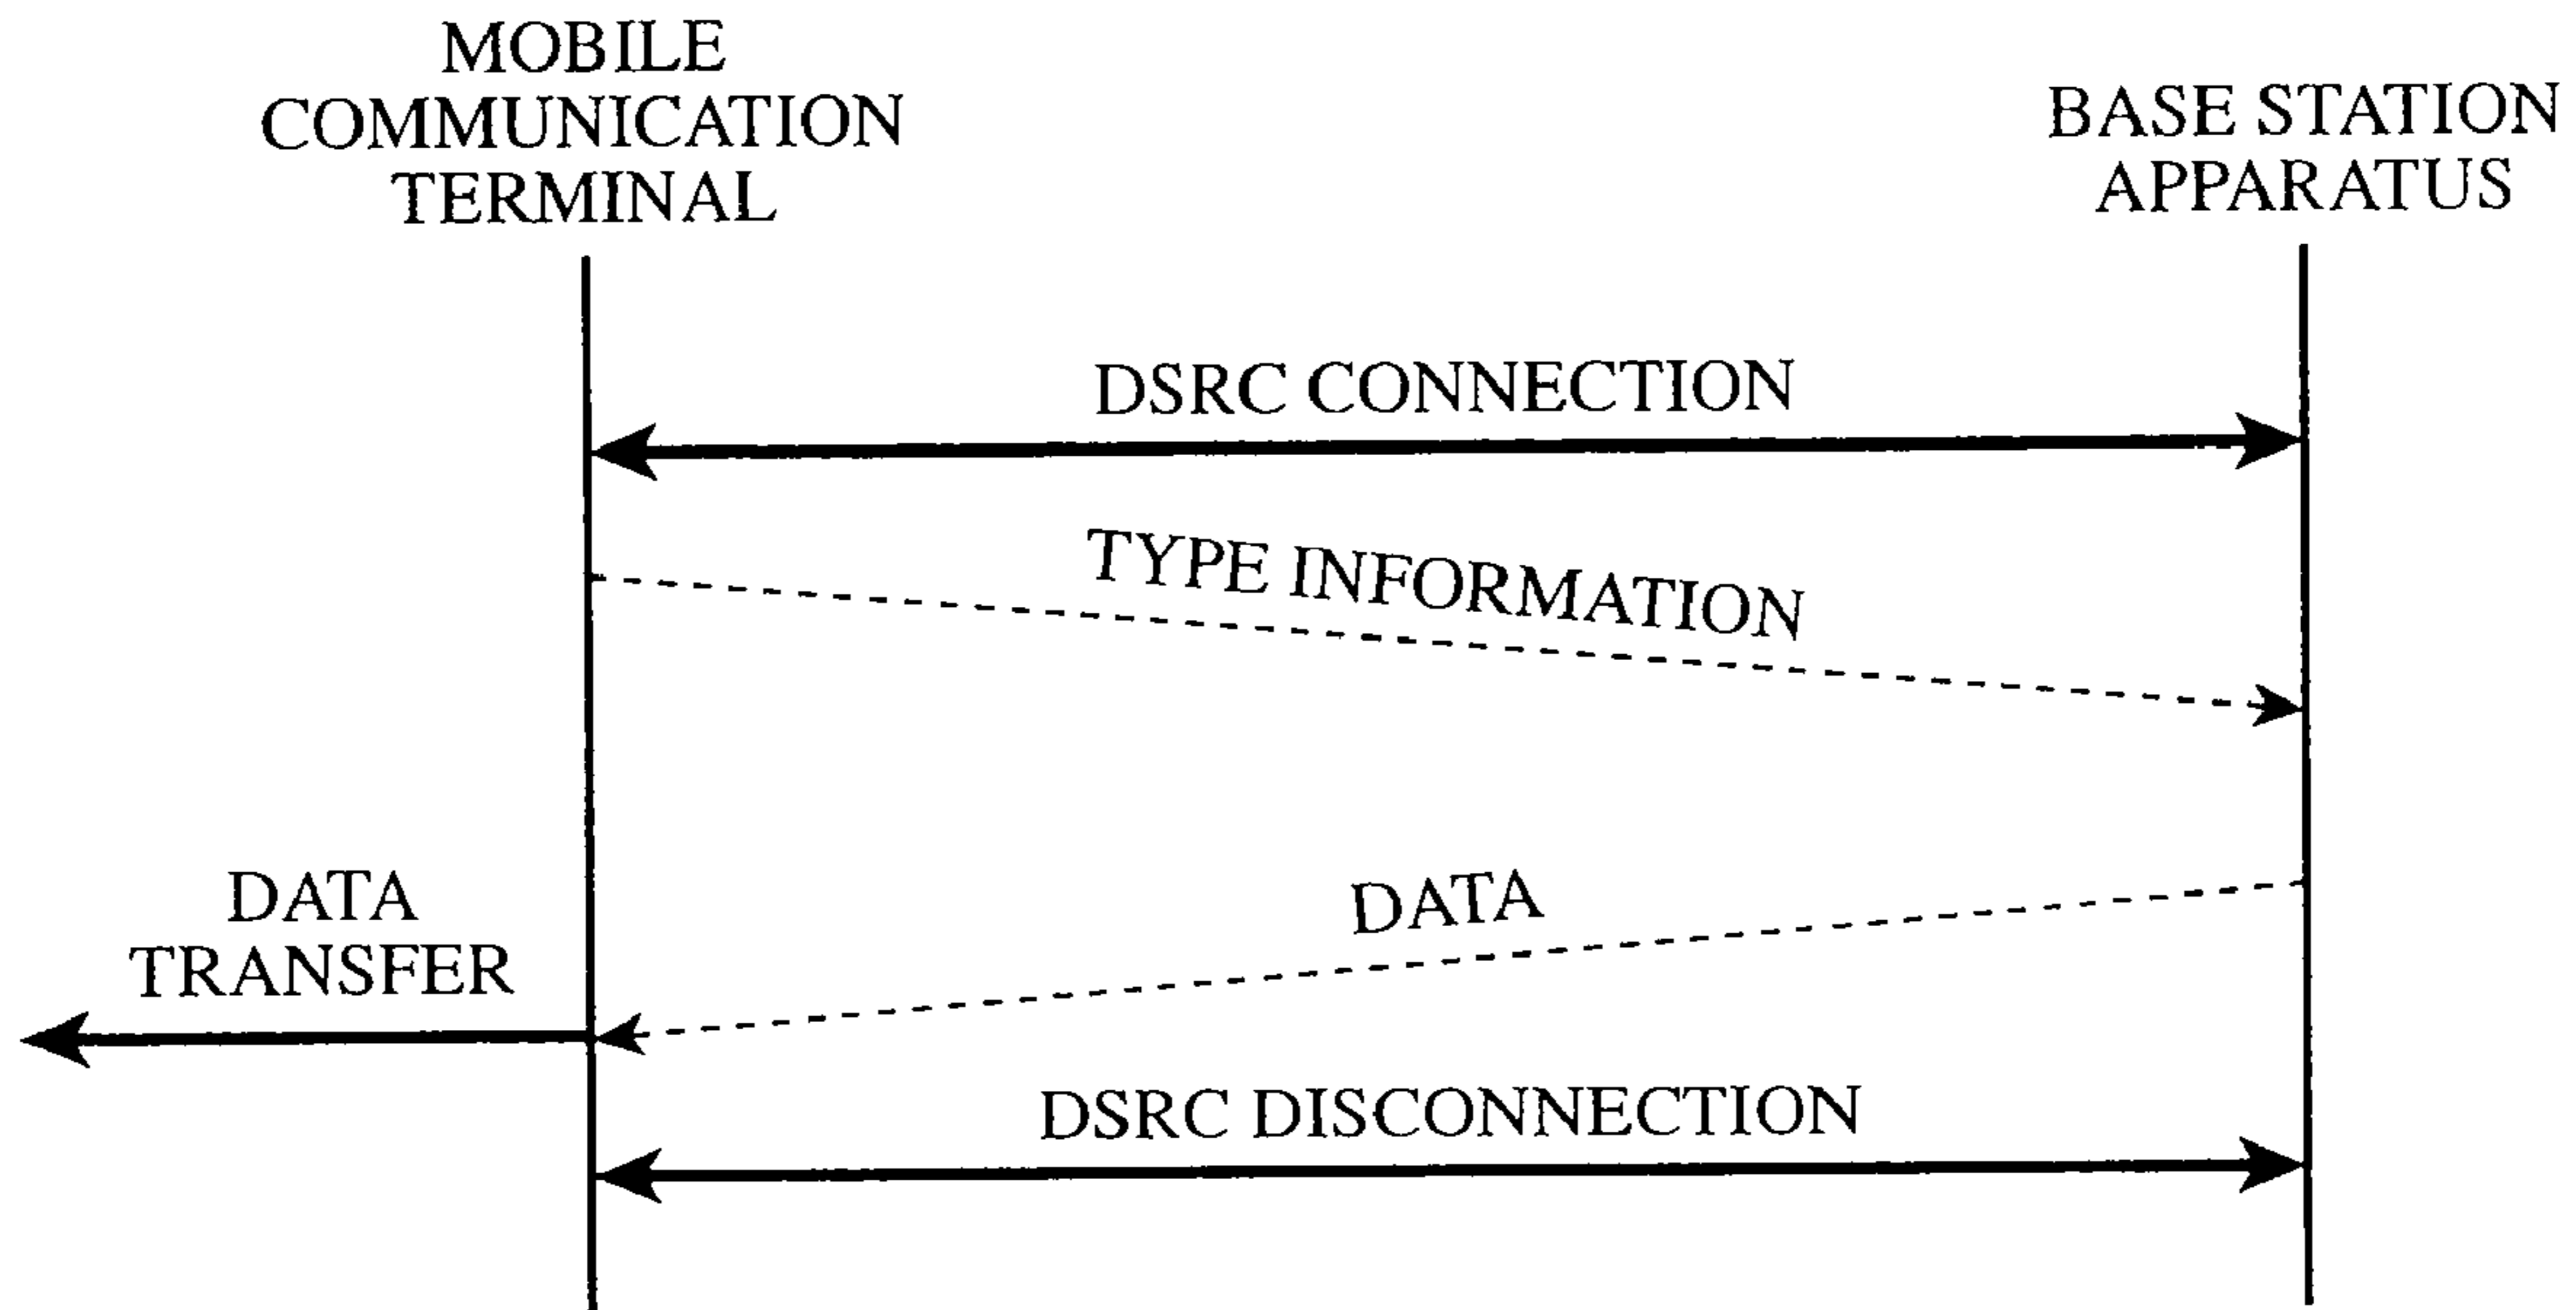 MOBILE
COMMUNICATION
TERMINAL
BASE STATION
APPARATUS
DSRC CONNECTION
TYPE INFORMATION
DATA
DATA
TRANSFER
DSRC DISCONNECTION